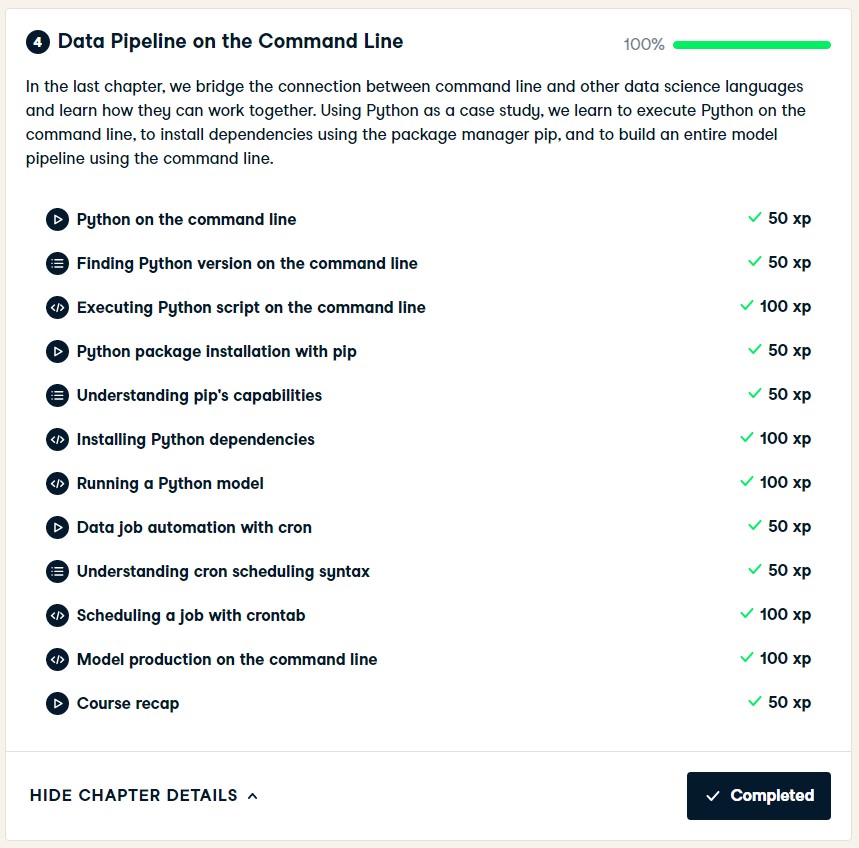 4 Data Pipeline on the Command Line
100%
In the last chapter, we bridge the connection between command line and other data science languages
and learn how they can work together. Using Python as a case study, we learn to execute Python on the
command line, to install dependencies using the package manager pip, and to build an entire model
pipeline using the command line.
Python on the command line 50 xp
Finding Python version on the command line 50 xp
Executing Python script on the command line 100 xp
Python package installation with pip 50 xp
Understanding pip's capabilities 50 xp
Installing Python dependencies 100 xp
Running a Python model 100 xp
Data job automation with cron 50 xp
Understanding cron scheduling syntax 50 xp
Scheduling a job with crontab 100 xp
Model production on the command line 100 xp
Course recap 50 xp
HIDE CHAPTER DETAILS
Completed